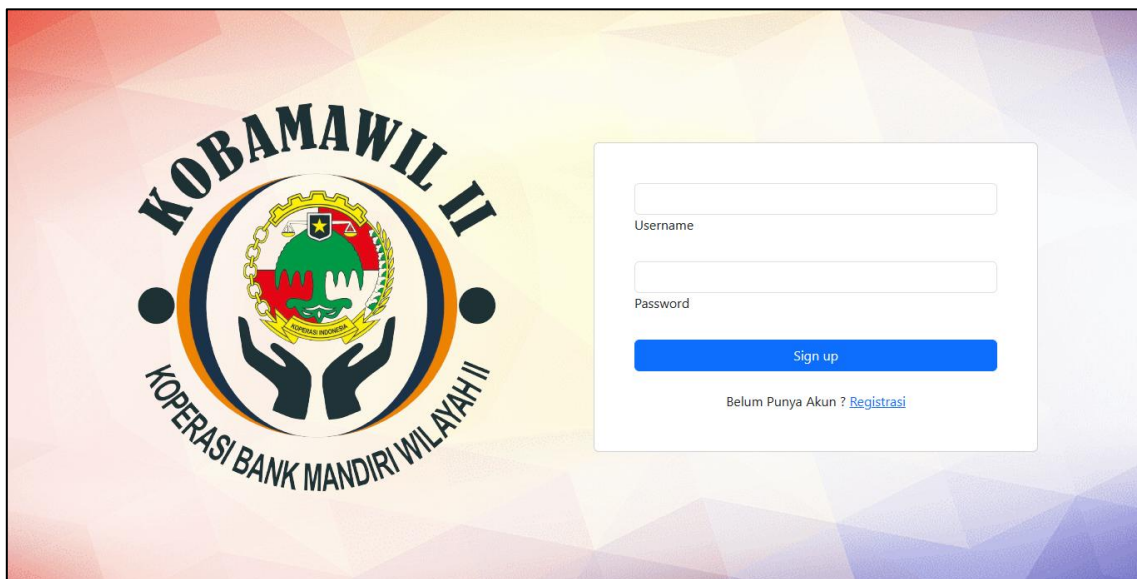 KOBAMAWIL II
KOPERASI INDONESIA
KOPERASI BANK MANDIRI WILAYAH II
Username
Password
Sign up
Belum Punya Akun ? Registrasi